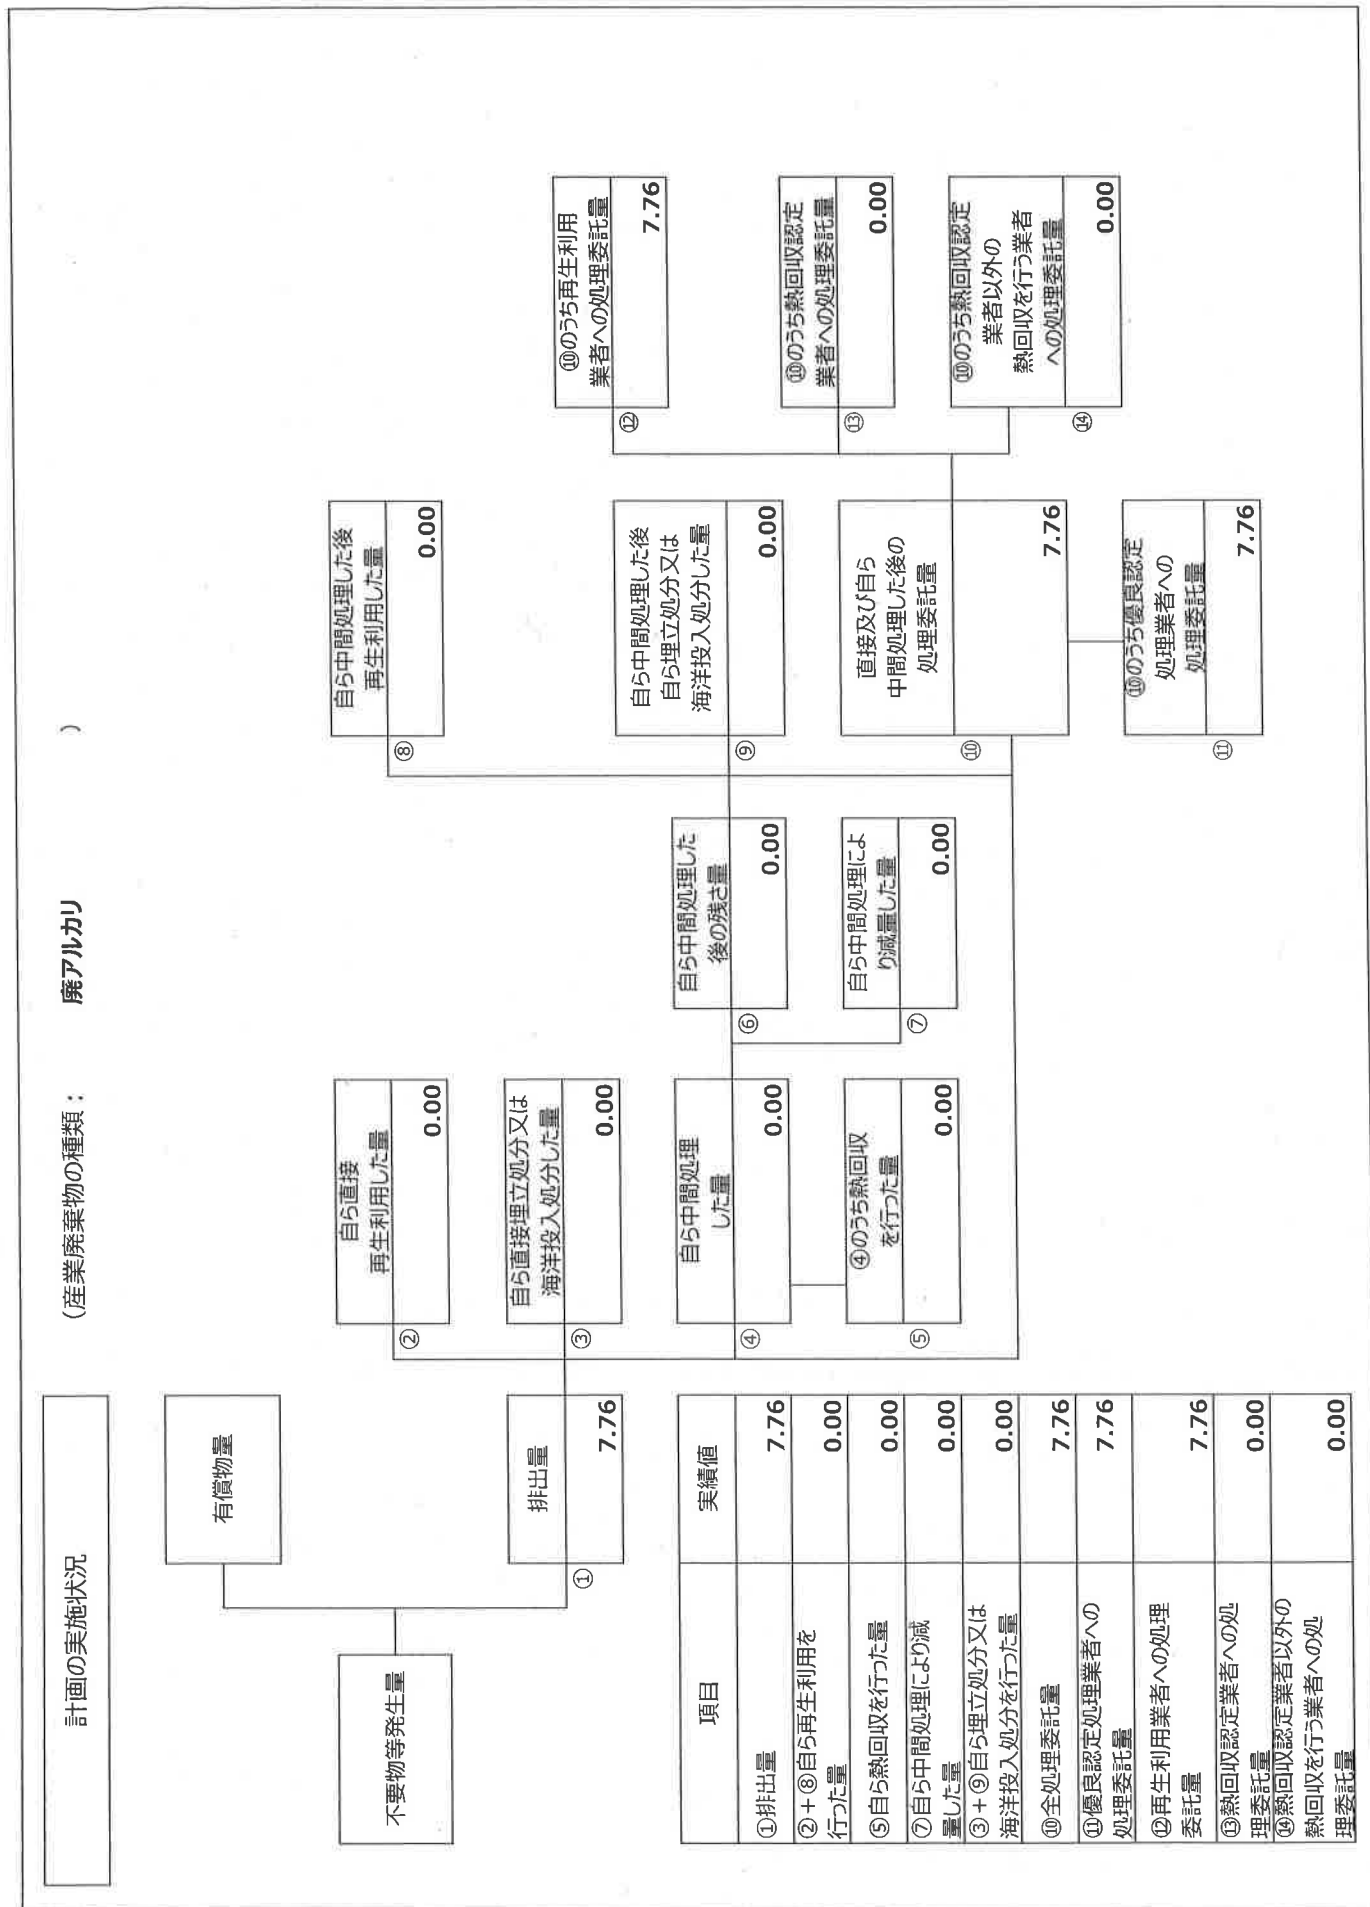 計画の実施状況
(産業廃棄物の種類： 廃アルカリ )
不要物等発生量
有償物量
排出量
① 7.76
自ら直接
再生利用した量
② 0.00
自ら直接埋立処分又は
海洋投入処分した量
③ 0.00
自ら中間処理
した量
④ 0.00
④のうち熱回収
を行った量
⑤ 0.00
自ら中間処理した
後の残さ量
⑥ 0.00
自ら中間処理によ
り減量した量
⑦ 0.00
自ら中間処理した後
再生利用した量
⑧ 0.00
自ら中間処理した後
自ら埋立処分又は
海洋投入処分した量
⑨ 0.00
直接及び自ら
中間処理した後の
処理委託量
⑩ 7.76
⑩のうち優良認定
処理業者への
処理委託量
⑪ 7.76
⑩のうち再生利用
業者への処理委託量
⑫ 7.76
⑩のうち熱回収認定
業者への処理委託量
⑬ 0.00
⑩のうち熱回収認定
業者以外の
熱回収を行う業者
への処理委託量
⑭ 0.00
項目 実績値
①排出量 7.76
②＋⑧自ら再生利用を
行った量 0.00
⑤自ら熱回収を行った量 0.00
⑦自ら中間処理により減
量した量 0.00
③＋⑨自ら埋立処分又は
海洋投入処分を行った量 0.00
⑩全処理委託量 7.76
⑪優良認定処理業者への
処理委託量 7.76
⑫再生利用業者への処理
委託量 7.76
⑬熱回収認定業者への処
理委託量 0.00
⑭熱回収認定業者以外の
熱回収を行う業者への処
理委託量 0.00